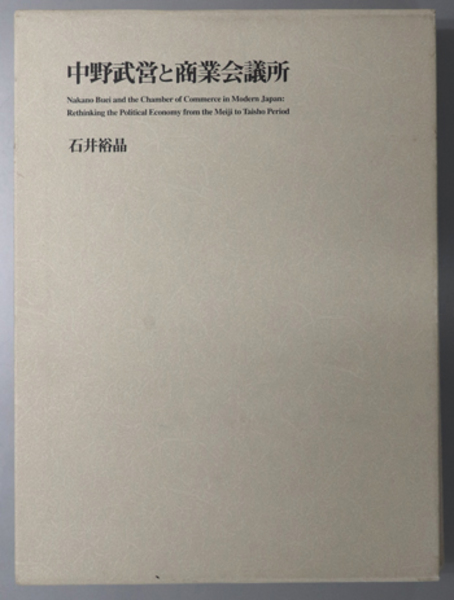 中野武営と商業会議所
Nakano Buei and the Chamber of Commerce in Modern Japan:
Rethinking the Political Economy from the Meiji to Taisho Period
石井裕晶